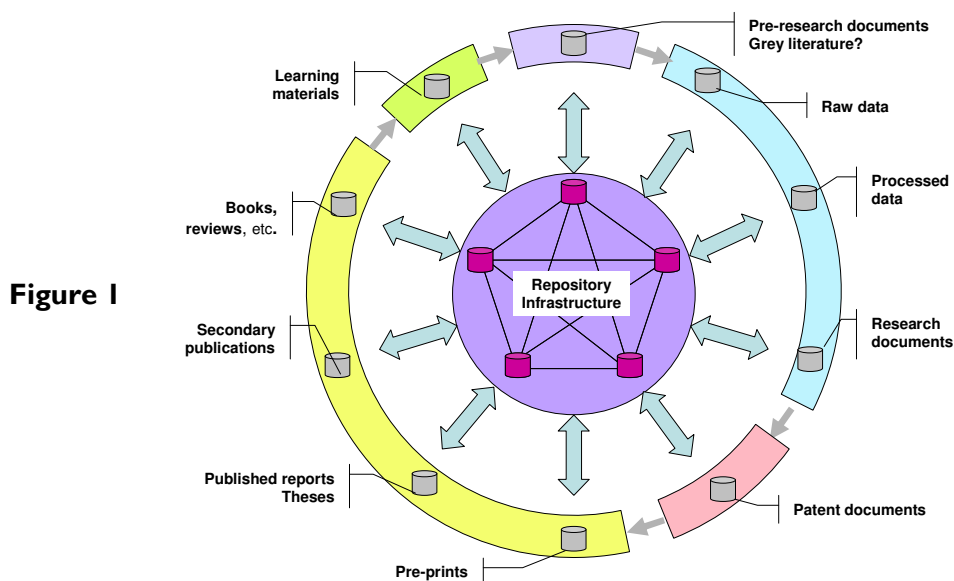 Pre-research documents
Grey literature?
Learning
materials
Raw data
Processed
data
Books,
reviews, etc.
Repository
Infrastructure
Figure 1
Secondary
publications
Research
documents
Published reports
Theses
Patent documents
Pre-prints